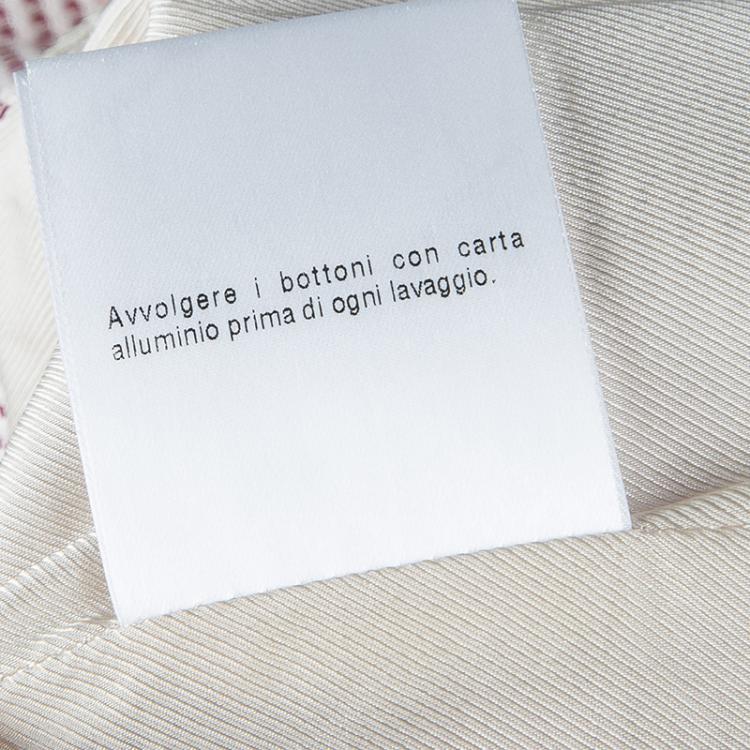 Avvolgere i bottoni con carta
alluminio prima di ogni lavaggio.